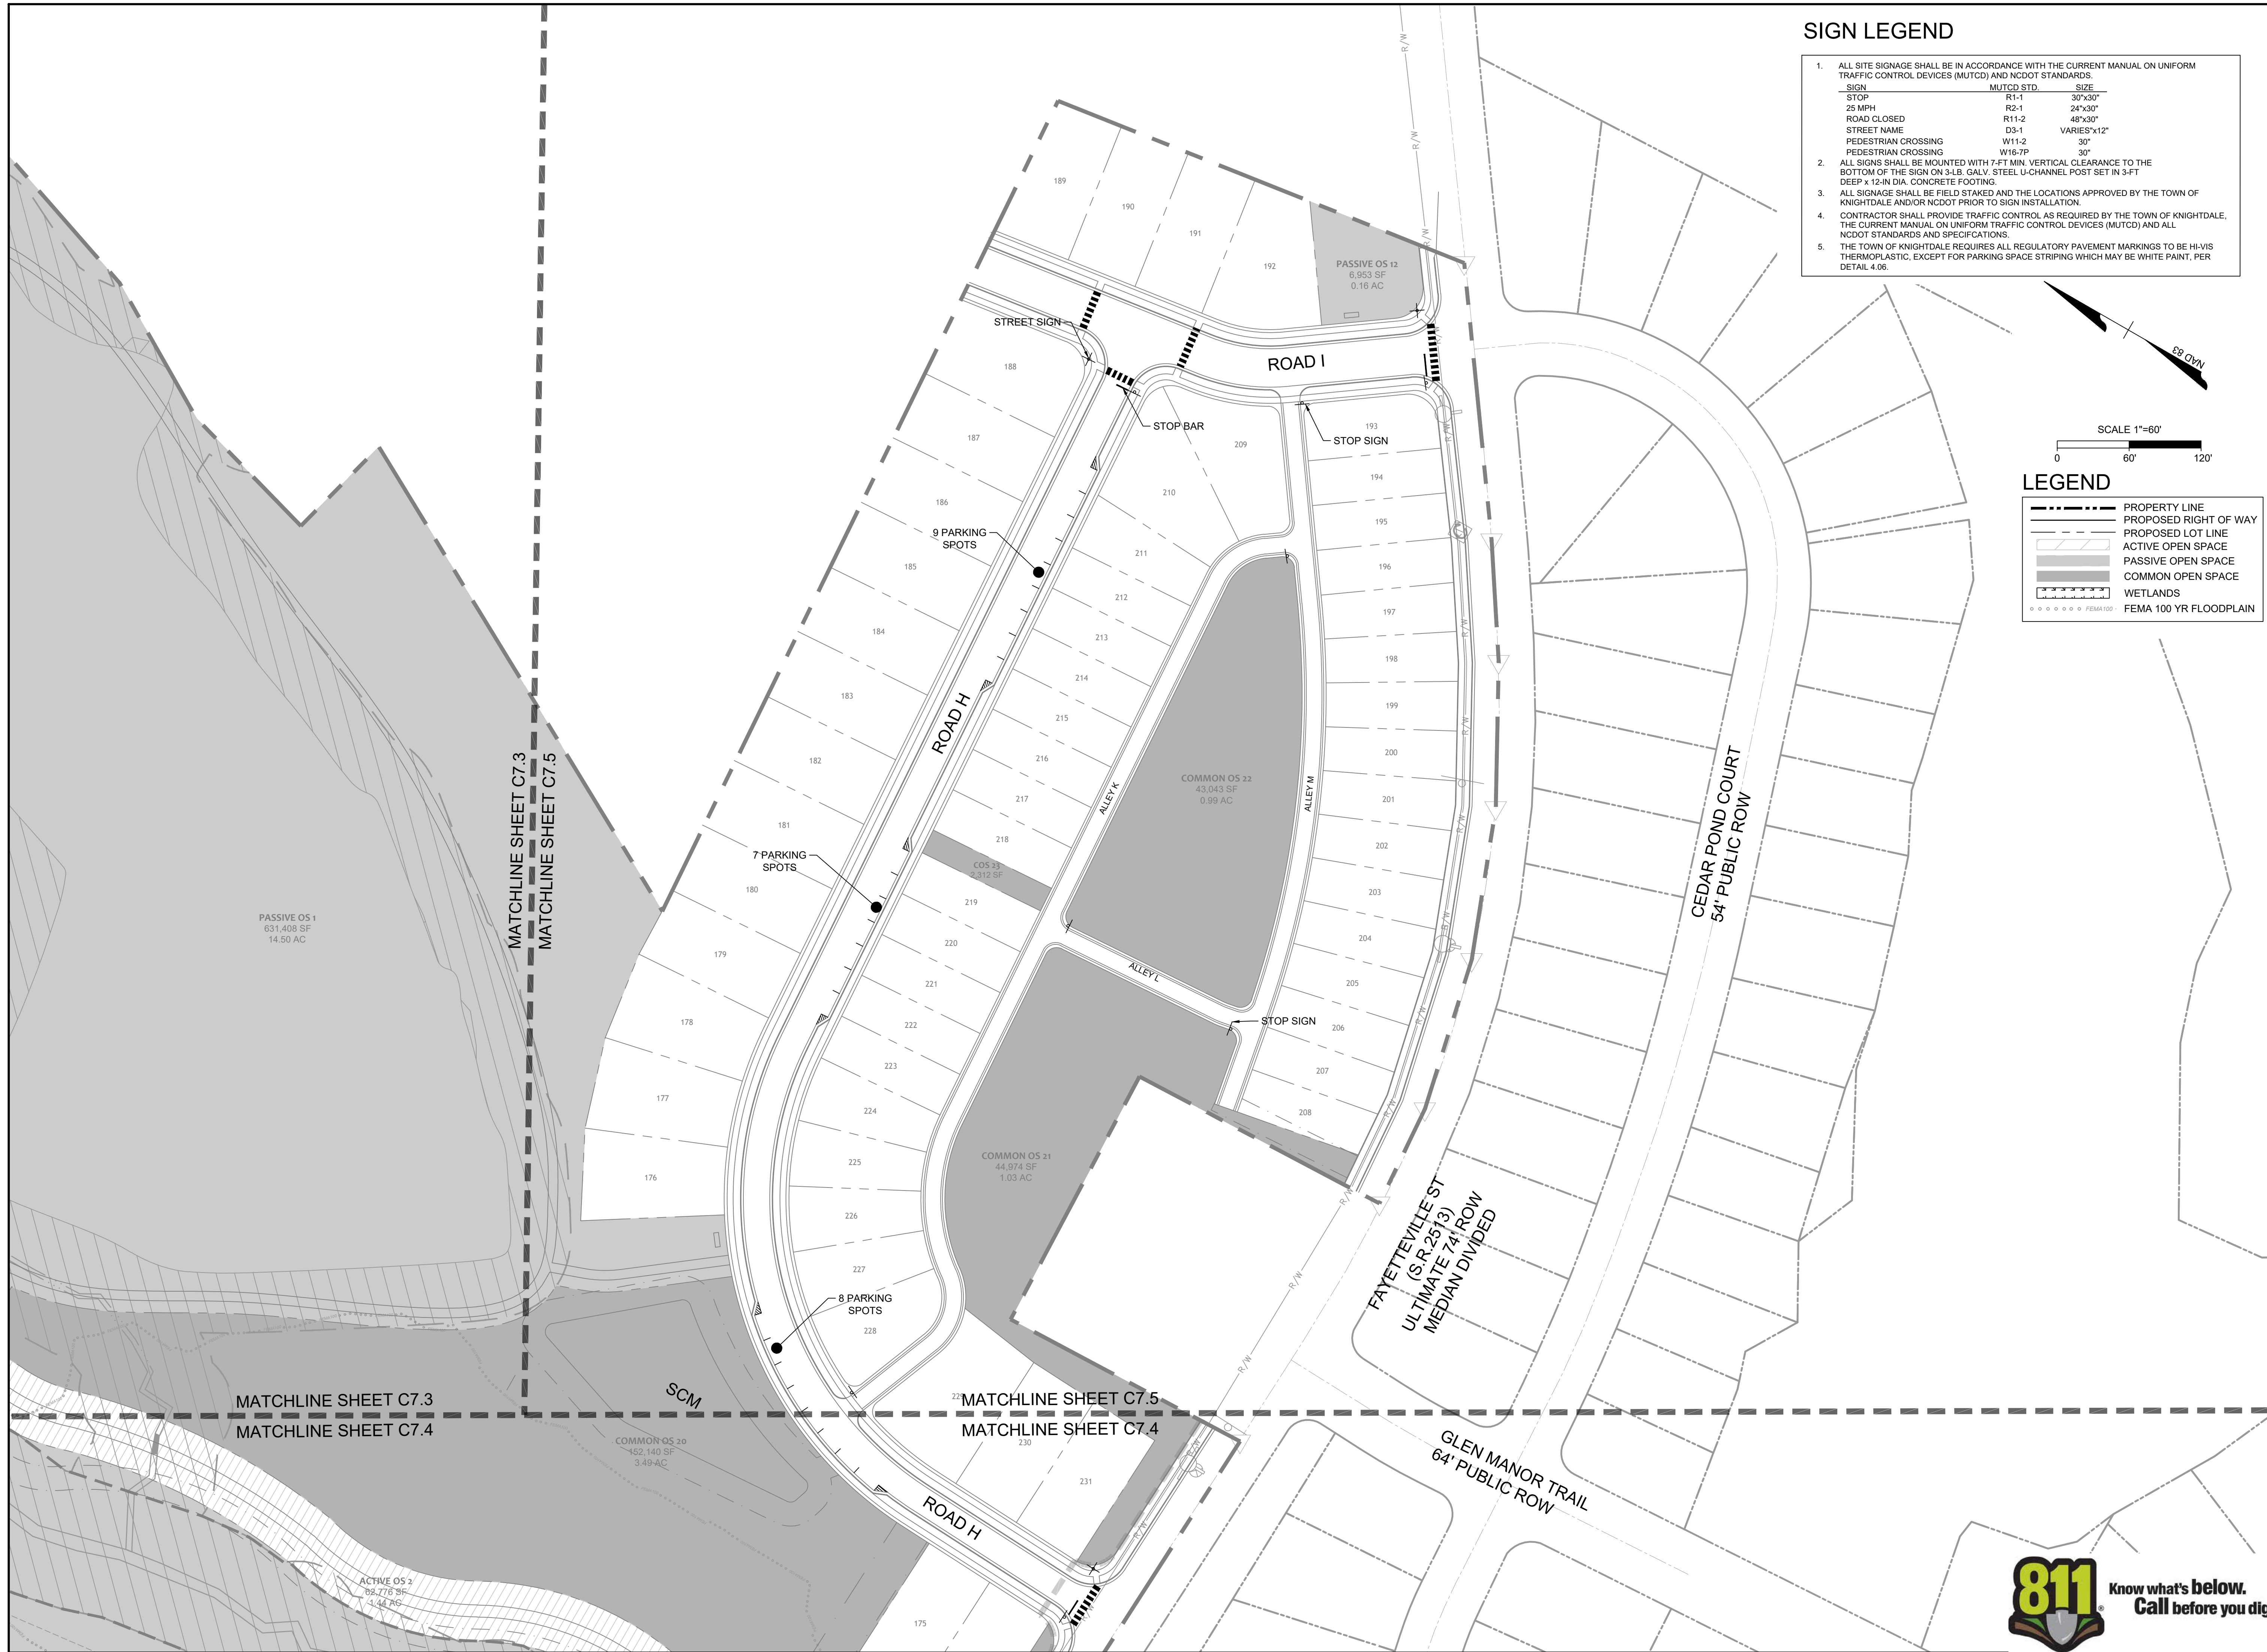 SIGN LEGEND
1. ALL SITE SIGNAGE SHALL BE IN ACCORDANCE WITH THE CURRENT MANUAL ON UNIFORM
TRAFFIC CONTROL DEVICES (MUTCD) AND NCDOT STANDARDS.
SIGN MUTCD STD. SIZE
STOP R1-1 30"x30"
25 MPH R2-1 24"x30"
ROAD CLOSED R11-2 48"x30"
STREET NAME D3-1 VARIES"x12"
PEDESTRIAN CROSSING W11-2 30"
PEDESTRIAN CROSSING W16-7P 30"
2. ALL SIGNS SHALL BE MOUNTED WITH 7-FT MIN. VERTICAL CLEARANCE TO THE
BOTTOM OF THE SIGN ON 3-LB. GALV. STEEL U-CHANNEL POST SET IN 3-FT
DEEP x 12-IN DIA. CONCRETE FOOTING.
3. ALL SIGNAGE SHALL BE FIELD STAKED AND THE LOCATIONS APPROVED BY THE TOWN OF
KNIGHTDALE AND/OR NCDOT PRIOR TO SIGN INSTALLATION.
4. CONTRACTOR SHALL PROVIDE TRAFFIC CONTROL AS REQUIRED BY THE TOWN OF KNIGHTDALE,
THE CURRENT MANUAL ON UNIFORM TRAFFIC CONTROL DEVICES (MUTCD) AND ALL
NCDOT STANDARDS AND SPECIFCATIONS.
5. THE TOWN OF KNIGHTDALE REQUIRES ALL REGULATORY PAVEMENT MARKINGS TO BE HI-VIS
THERMOPLASTIC, EXCEPT FOR PARKING SPACE STRIPING WHICH MAY BE WHITE PAINT, PER
DETAIL 4.06.
NAD 83
SCALE 1"=60'
0 60' 120'
LEGEND
PROPERTY LINE
PROPOSED RIGHT OF WAY
PROPOSED LOT LINE
ACTIVE OPEN SPACE
PASSIVE OPEN SPACE
COMMON OPEN SPACE
WETLANDS
FEMA100
FEMA 100 YR FLOODPLAIN
R/W
R/W
R/W
189
190
191
192
PASSIVE OS 12
6,953 SF
0.16 AC
STREET SIGN
ROAD I
188
STOP BAR
STOP SIGN
209
193
187
210
194
186
195
R/W
9 PARKING
SPOTS
211
185
196
212
197
R/W
184
213
198
214
183
199
215
ROAD H
R/W
200
216
182
COMMON OS 22
43,043 SF
0.99 AC
ALLEY K
ALLEY M
217
201
181
R/W
218
202
7 PARKING
SPOTS
COS 23
2,312 SF
180
203
219
R/W
204
220
179
ALLEY L
221
205
178
222
STOP SIGN
206
R/W
223
207
177
224
208
R/W
COMMON OS 21
44,974 SF
1.03 AC
225
176
226
227
228
8 PARKING
SPOTS
MATCHLINE SHEET C7.3
MATCHLINE SHEET C7.5
PASSIVE OS 1
631,408 SF
14.50 AC
CEDAR POND COURT
54' PUBLIC ROW
FAYETTEVILLE ST
(S.R.2513)
ULTIMATE 74' ROW
MEDIAN DIVIDED
R/W
R/W
R/W
MATCHLINE SHEET C7.3
MATCHLINE SHEET C7.4
SCM
229
MATCHLINE SHEET C7.5
MATCHLINE SHEET C7.4
230
231
COMMON OS 20
152,140 SF
3.49 AC
R/W
R/W
GLEN MANOR TRAIL
64' PUBLIC ROW
ROAD H
ACTIVE OS 2
62,776 SF
1.44 AC
175
811
Know what's below.
Call before you dig